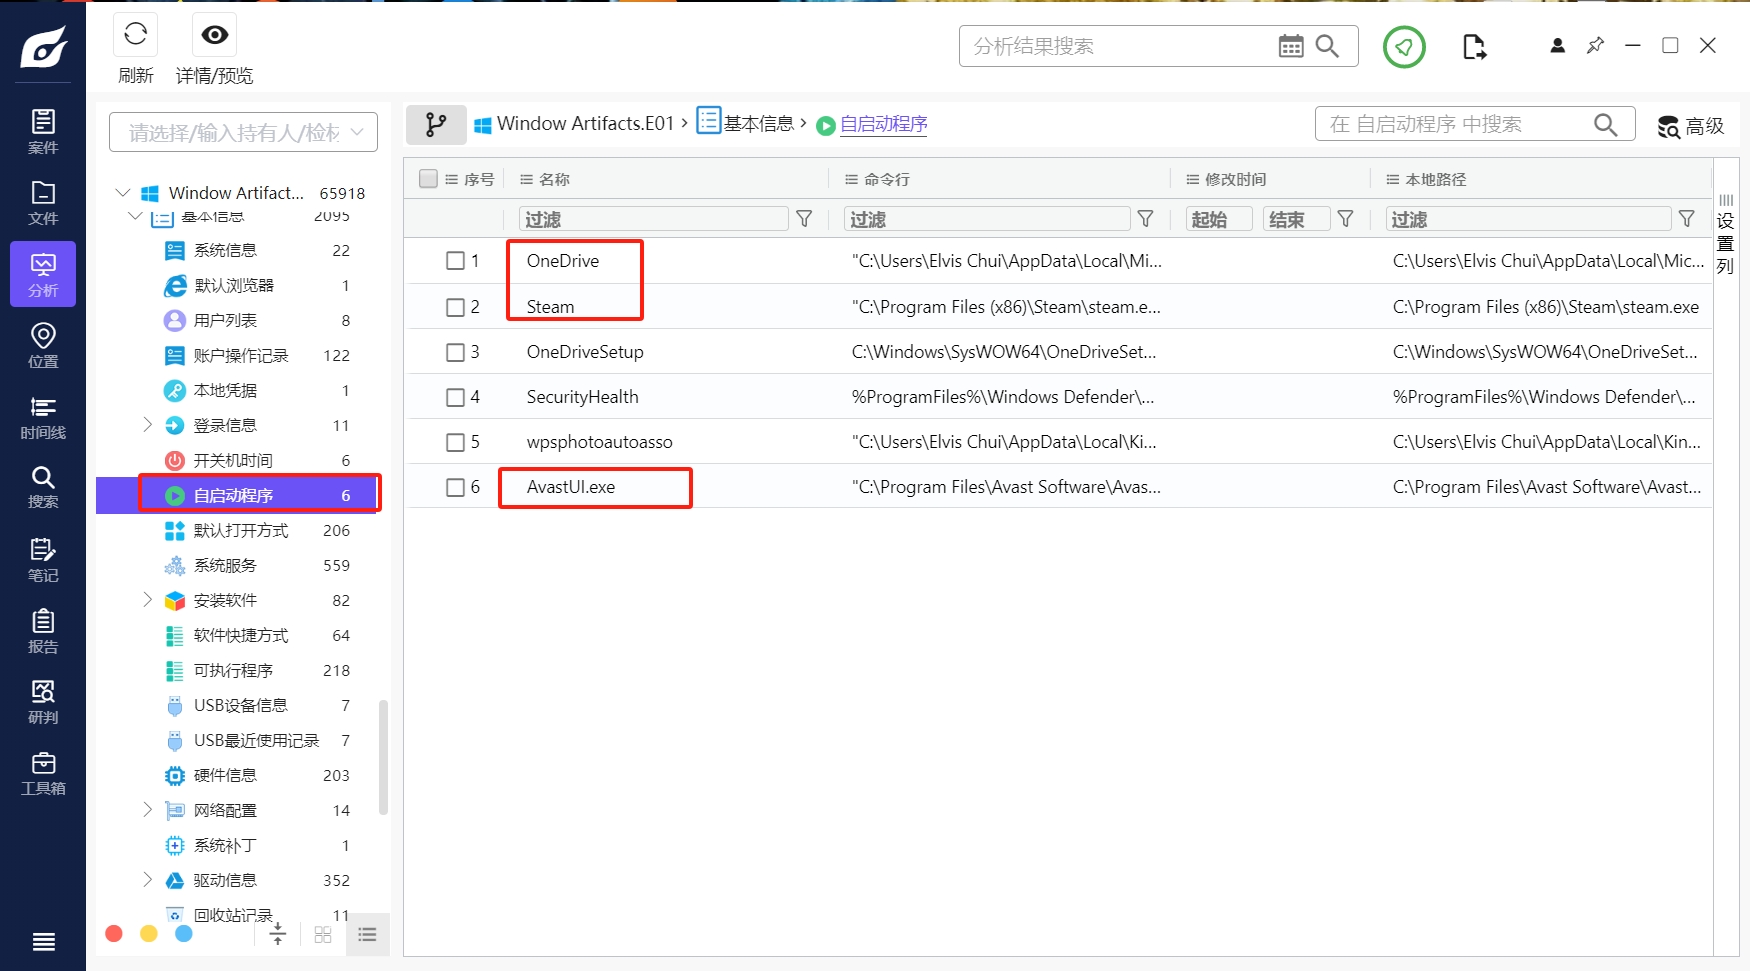 刷新
详情/预览
分析结果搜索
案件
文件
分析
位置
时间线
搜索
笔记
报告
研判
工具箱
请选择/输入持有人/检材
Window Artifact... 65918
基本信息 2095
系统信息 22
默认浏览器 1
用户列表 8
账户操作记录 122
本地凭据 1
登录信息 11
开关机时间 6
自启动程序 6
默认打开方式 206
系统服务 559
安装软件 82
软件快捷方式 64
可执行程序 218
USB设备信息 7
USB最近使用记录 7
硬件信息 203
网络配置 14
系统补丁 1
驱动信息 352
回收站记录 11
Window Artifacts.E01 › 基本信息 › 自启动程序
在 自启动程序 中搜索
高级
序号 名称 命令行 修改时间 本地路径
过滤 过滤 起始 结束 过滤
1 OneDrive "C:\Users\Elvis Chui\AppData\Local\Mi... C:\Users\Elvis Chui\AppData\Local\Mic...
2 Steam "C:\Program Files (x86)\Steam\steam.e... C:\Program Files (x86)\Steam\steam.exe
3 OneDriveSetup C:\Windows\SysWOW64\OneDriveSet... C:\Windows\SysWOW64\OneDriveSet...
4 SecurityHealth %ProgramFiles%\Windows Defender\... %ProgramFiles%\Windows Defender\...
5 wpsphotoautoasso "C:\Users\Elvis Chui\AppData\Local\Ki... C:\Users\Elvis Chui\AppData\Local\Kin...
6 AvastUI.exe "C:\Program Files\Avast Software\Avas... C:\Program Files\Avast Software\Avast...
设置列